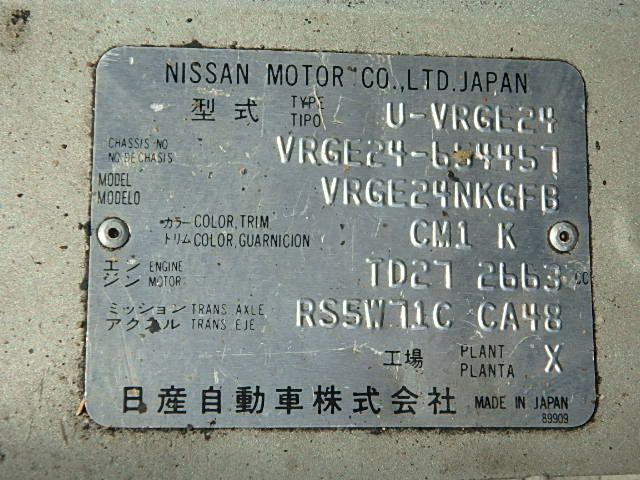 NISSAN MOTOR CO.,LTD.JAPAN
型式 TYPE TIPO U-VRGE24
CHASSIS NO NO DE CHASIS VRGE24-654457
MODEL MODELO VRGE24NKGFB
カラー COLOR, TRIM
トリム COLOR, GUARNICION CM1 K
エンジン ENGINE MOTOR TD27 2663 CC
ミッション TRANS. AXLE
アクスル TRANS. EJE RS5W71C CA48
工場 PLANT PLANTA X
日産自動車株式会社 MADE IN JAPAN
89909